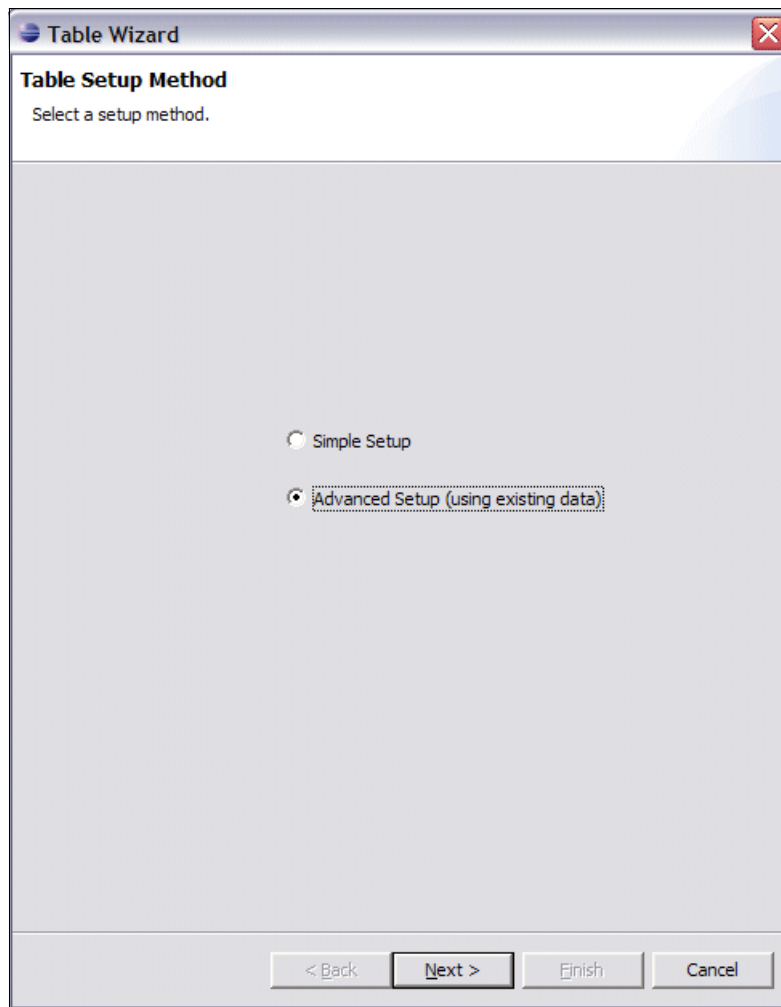 Table Wizard
Table Setup Method
Select a setup method.
Simple Setup
Advanced Setup (using existing data)
< Back Next > Finish Cancel